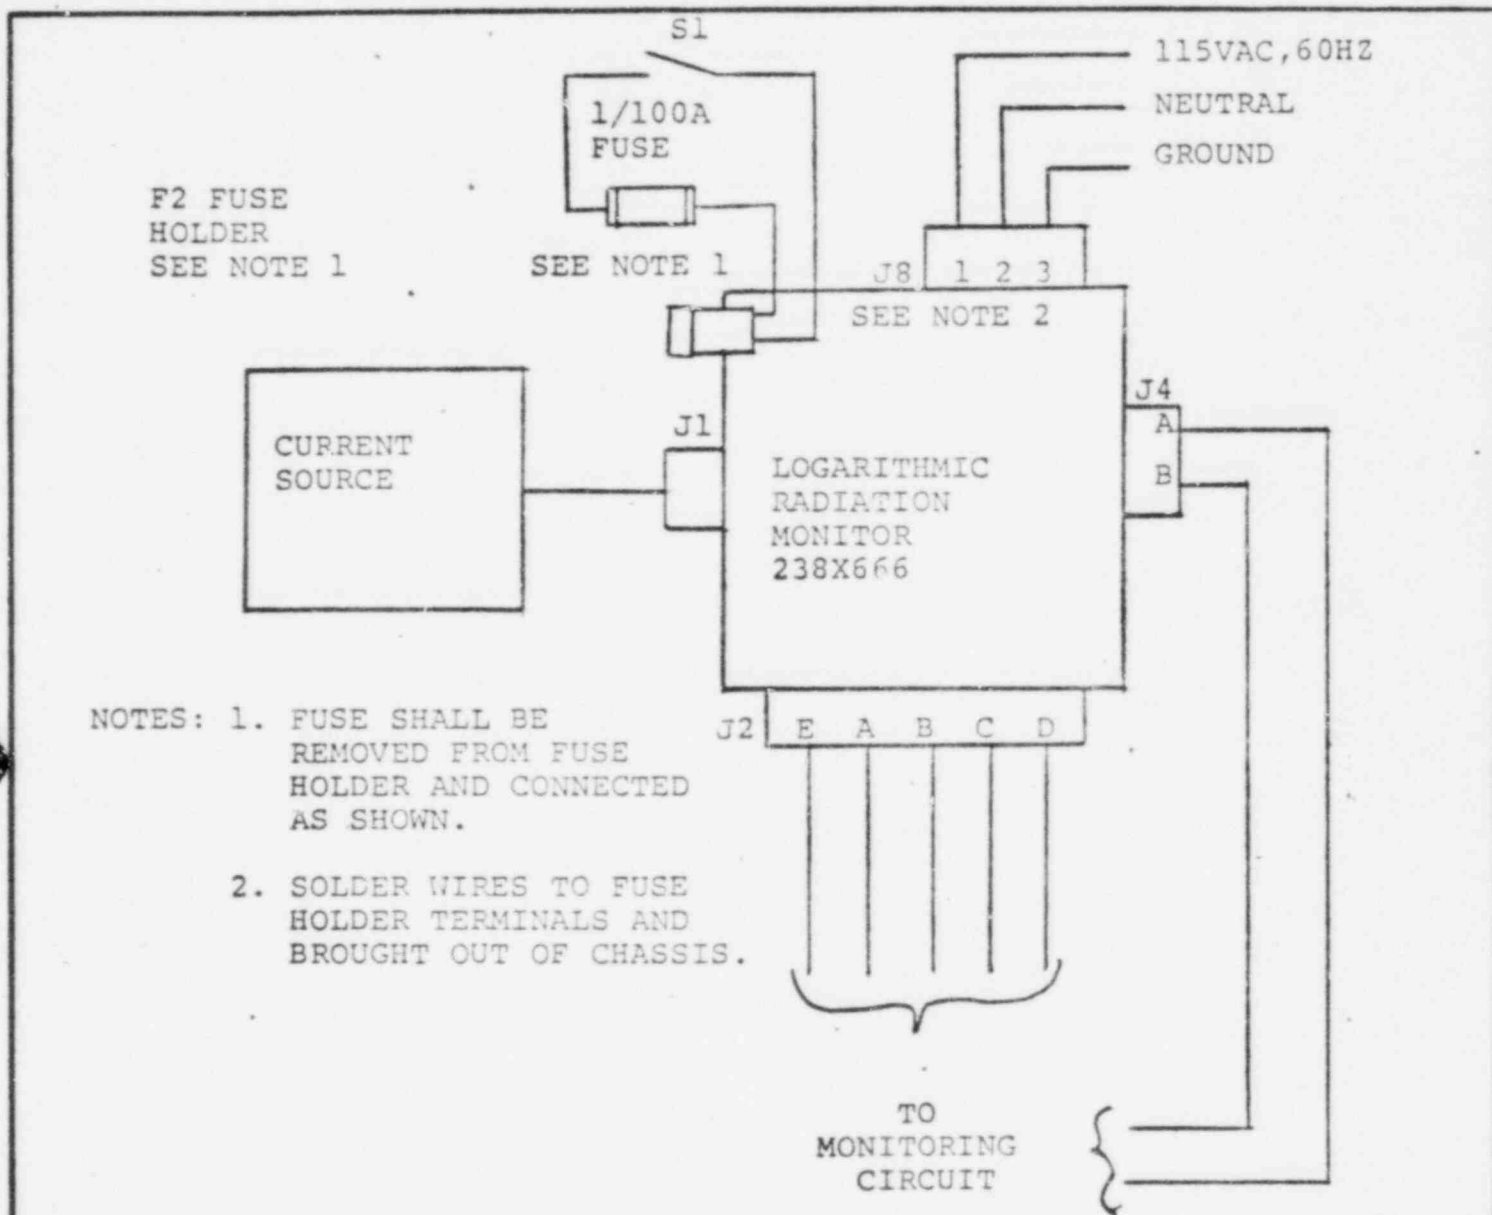 S1
115VAC,60HZ
NEUTRAL
GROUND
1/100A
FUSE
F2 FUSE
HOLDER
SEE NOTE 1
SEE NOTE 1
J8 1 2 3
SEE NOTE 2
J4
A
B
J1
CURRENT
SOURCE
LOGARITHMIC
RADIATION
MONITOR
238X666
J2 E A B C D
NOTES: 1. FUSE SHALL BE
REMOVED FROM FUSE
HOLDER AND CONNECTED
AS SHOWN.
2. SOLDER WIRES TO FUSE
HOLDER TERMINALS AND
BROUGHT OUT OF CHASSIS.
TO
MONITORING
CIRCUIT